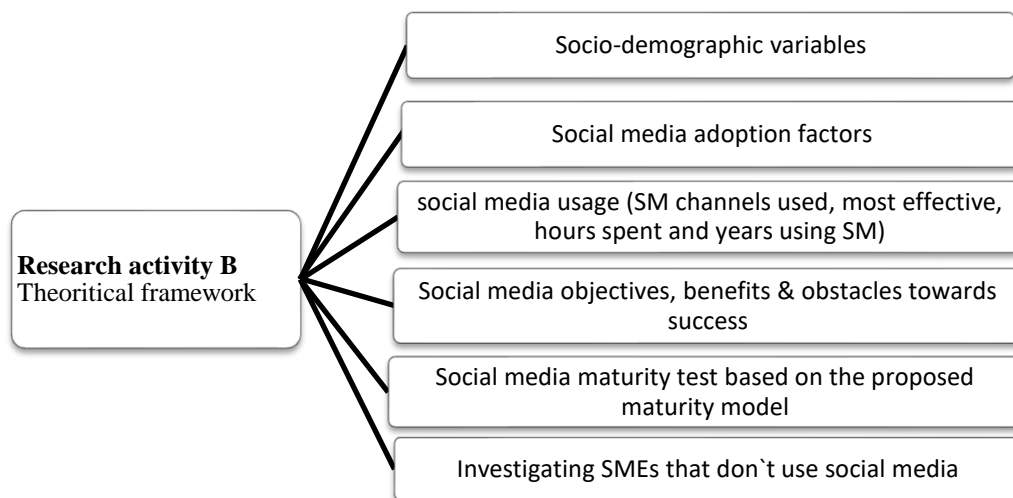 Socio-demographic variables
Social media adoption factors
social media usage (SM channels used, most effective,
hours spent and years using SM)
Research activity B
Theoritical framework
Social media objectives, benefits & obstacles towards
success
Social media maturity test based on the proposed
maturity model
Investigating SMEs that don`t use social media